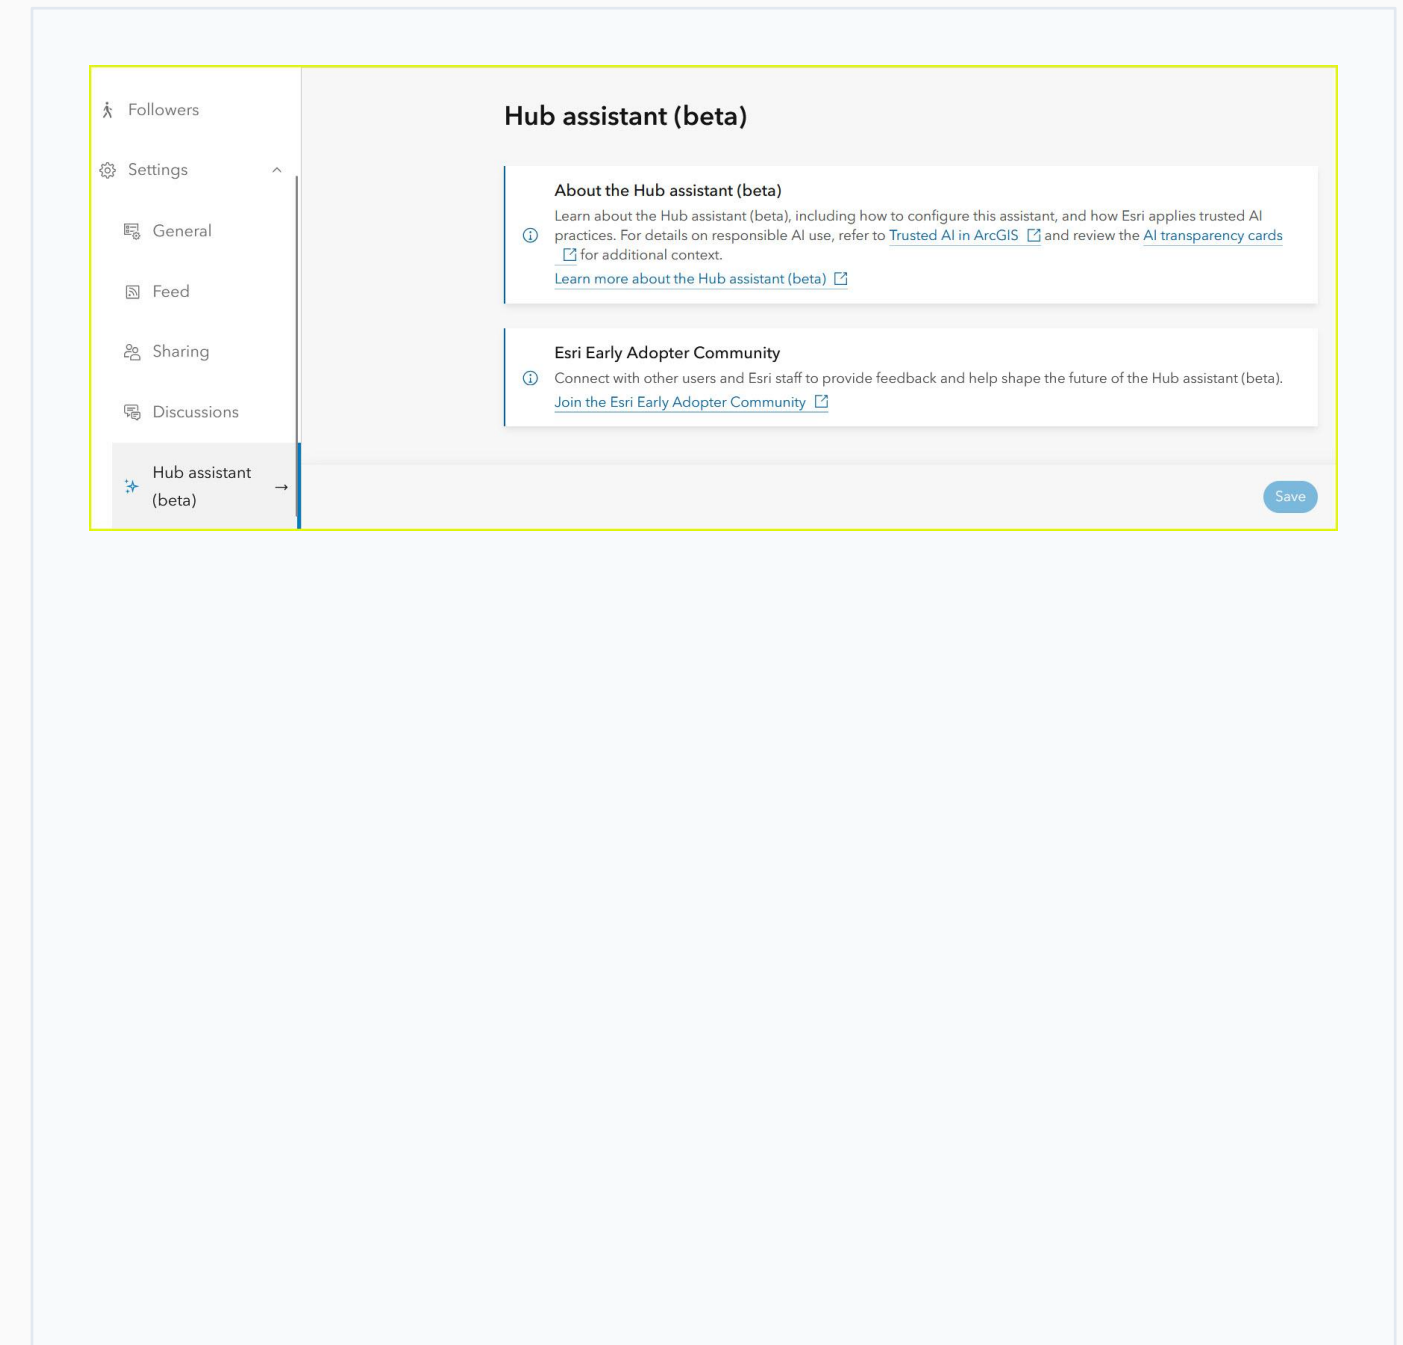 Followers
Settings
General
Feed
Sharing
Discussions
Hub assistant
(beta)
Hub assistant (beta)
About the Hub assistant (beta)
Learn about the Hub assistant (beta), including how to configure this assistant, and how Esri applies trusted AI
practices. For details on responsible AI use, refer to Trusted AI in ArcGIS and review the AI transparency cards
for additional context.
Learn more about the Hub assistant (beta)
Esri Early Adopter Community
Connect with other users and Esri staff to provide feedback and help shape the future of the Hub assistant (beta).
Join the Esri Early Adopter Community
Save